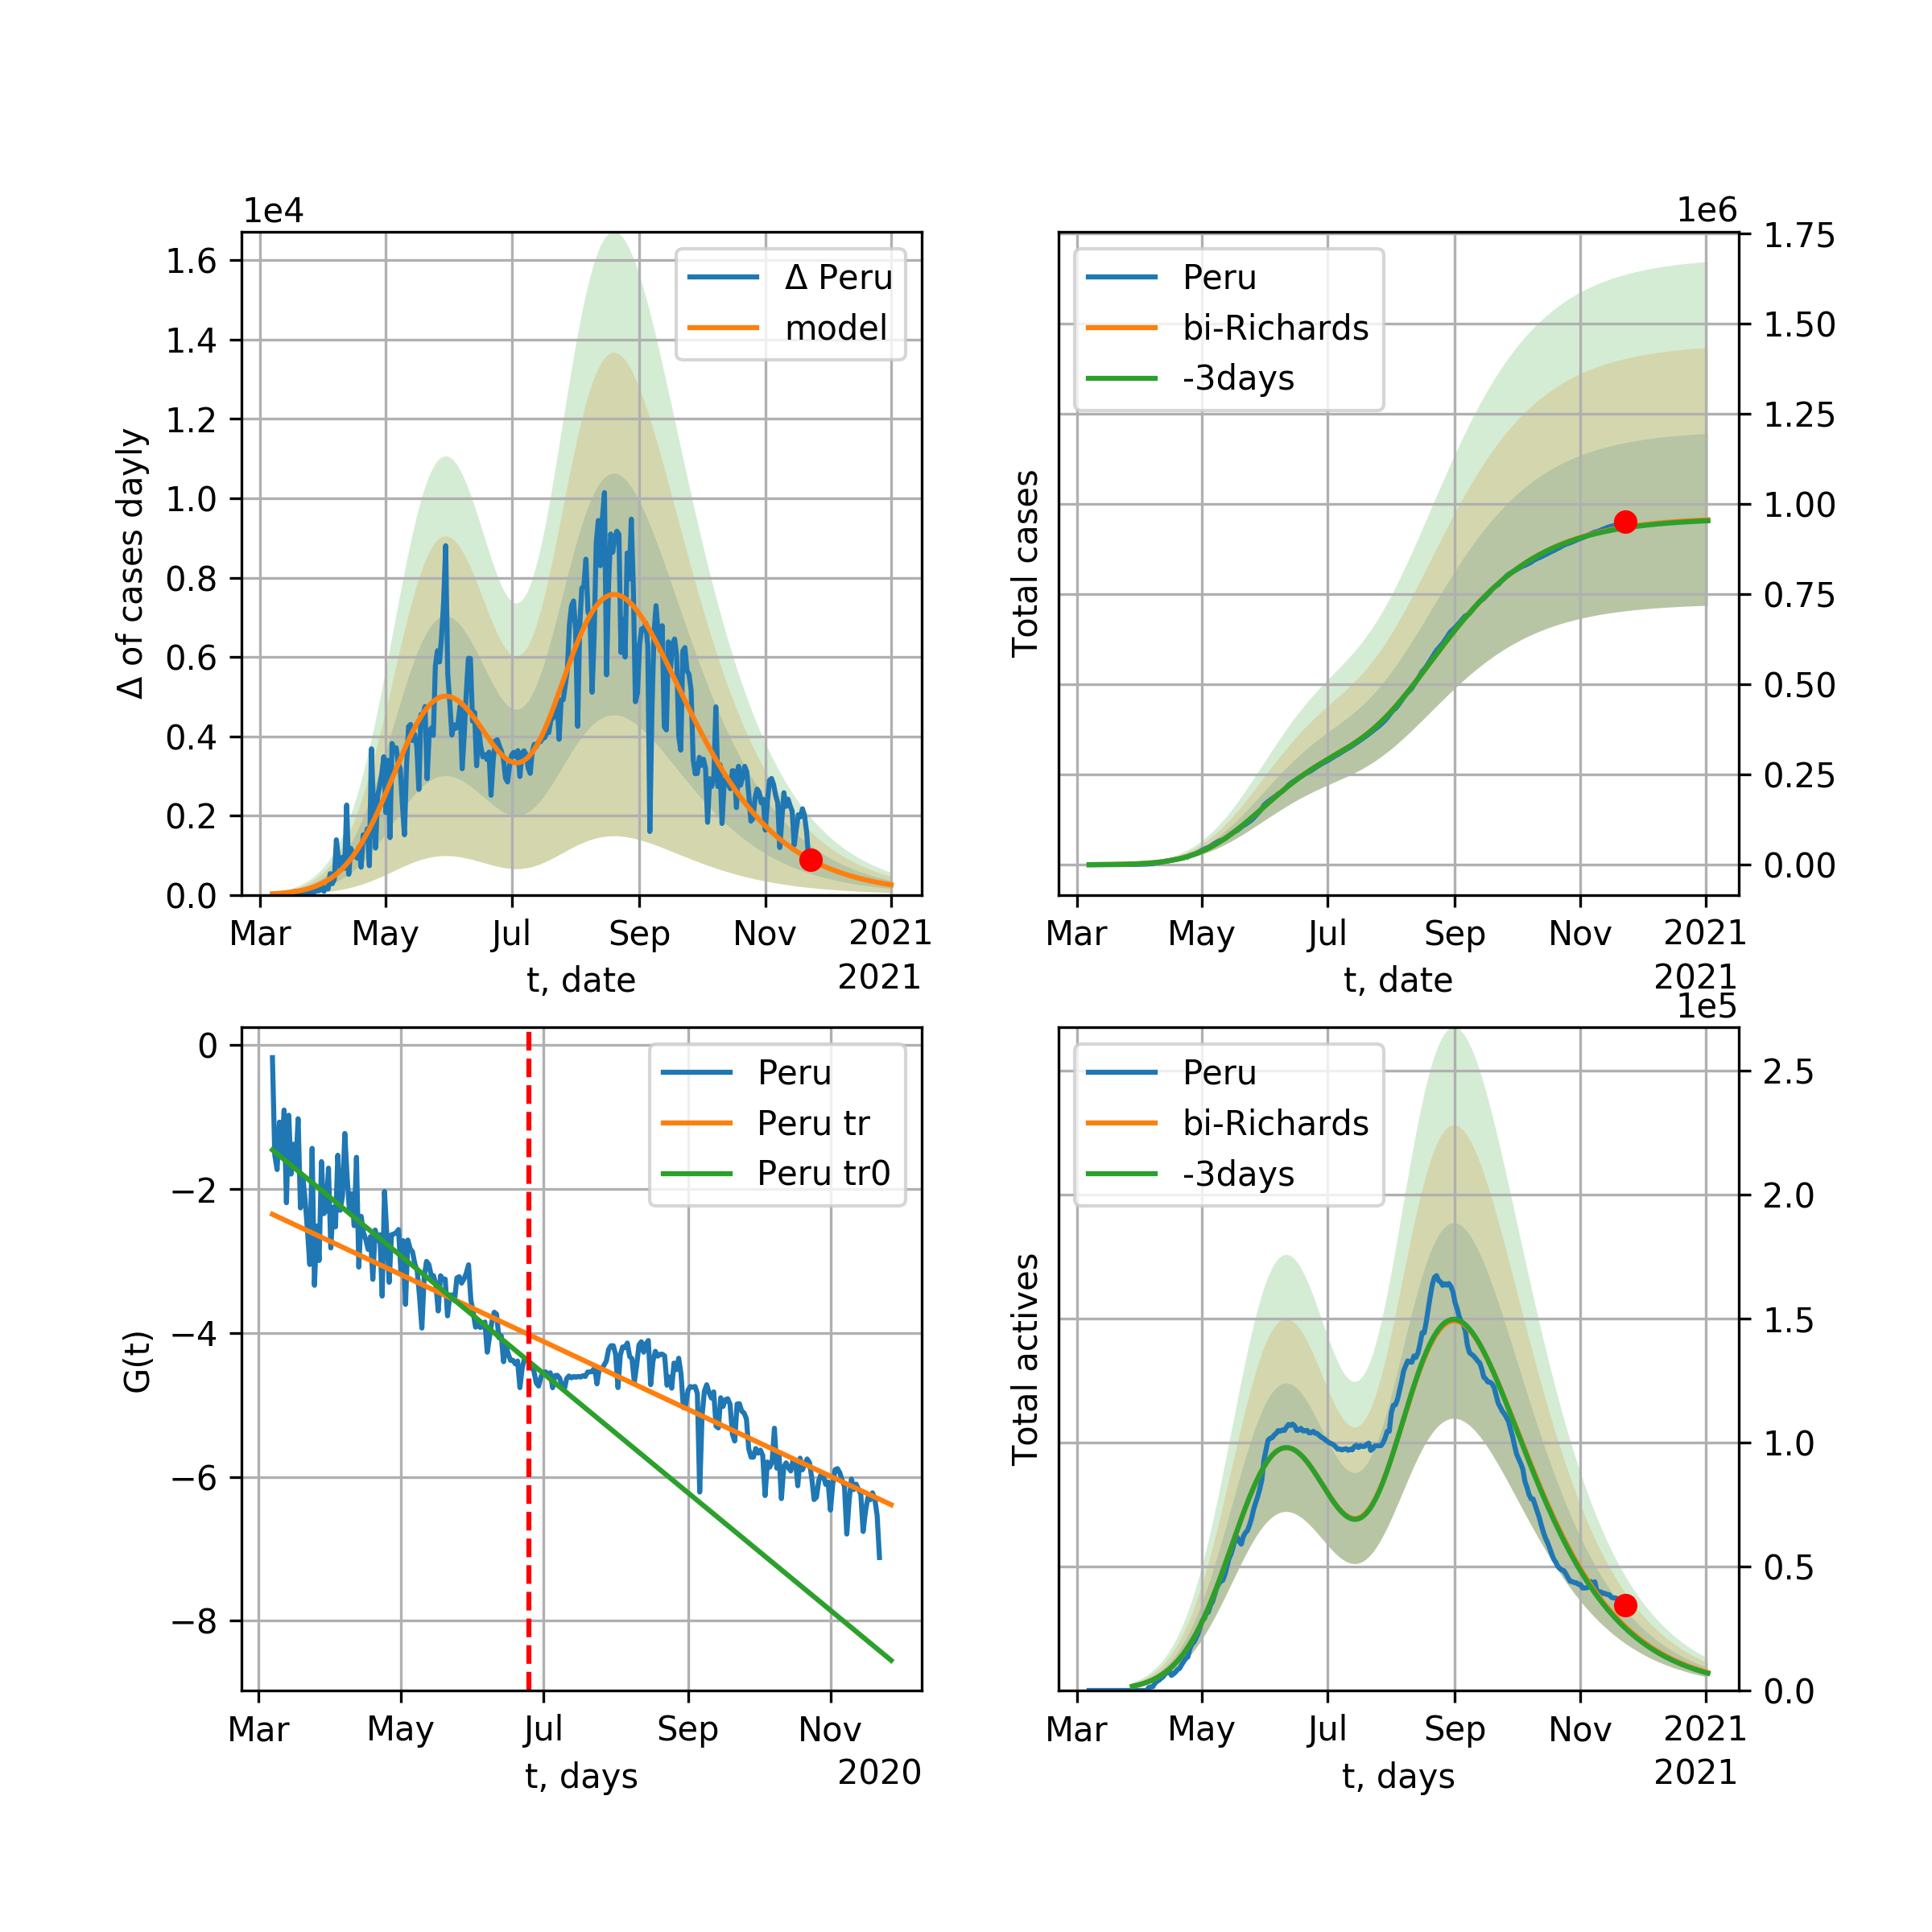 1e4
1.6
1.4
1.2
1.0
0.8
0.6
0.4
0.2
0.0
Δ of cases dayly
Δ Peru
model
Mar May Jul Sep Nov 2021
t, date
2021
1e6
1.75
1.50
1.25
1.00
0.75
0.50
0.25
0.00
Total cases
Peru
bi-Richards
-3days
Mar May Jul Sep Nov 2021
t, date
2021
0
−2
−4
−6
−8
G(t)
Peru
Peru tr
Peru tr0
Mar May Jul Sep Nov
t, days
2020
1e5
2.5
2.0
1.5
1.0
0.5
0.0
Total actives
Peru
bi-Richards
-3days
Mar May Jul Sep Nov 2021
t, days
2021